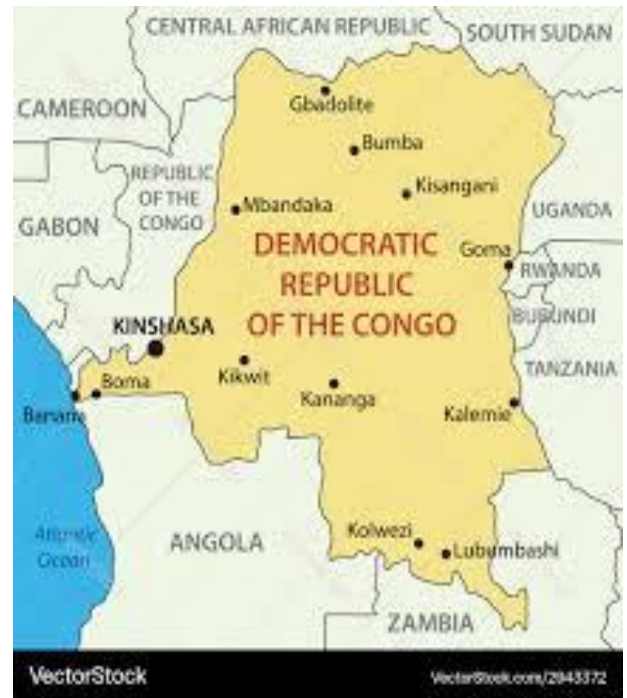 CENTRAL AFRICAN REPUBLIC
SOUTH SUDAN
CAMEROON
Gbadolite
Bumba
REPUBLIC
OF THE
CONGO
Kisangani
Mbandaka
UGANDA
GABON
DEMOCRATIC
REPUBLIC
OF THE CONGO
Goma
RWANDA
BURUNDI
KINSHASA
TANZANIA
Boma
Kikwit
Kananga
Banana
Kalemie
Atlantic
Ocean
ANGOLA
Kolwezi
Lubumbashi
ZAMBIA
VectorStock
VectorStock.com/2943372